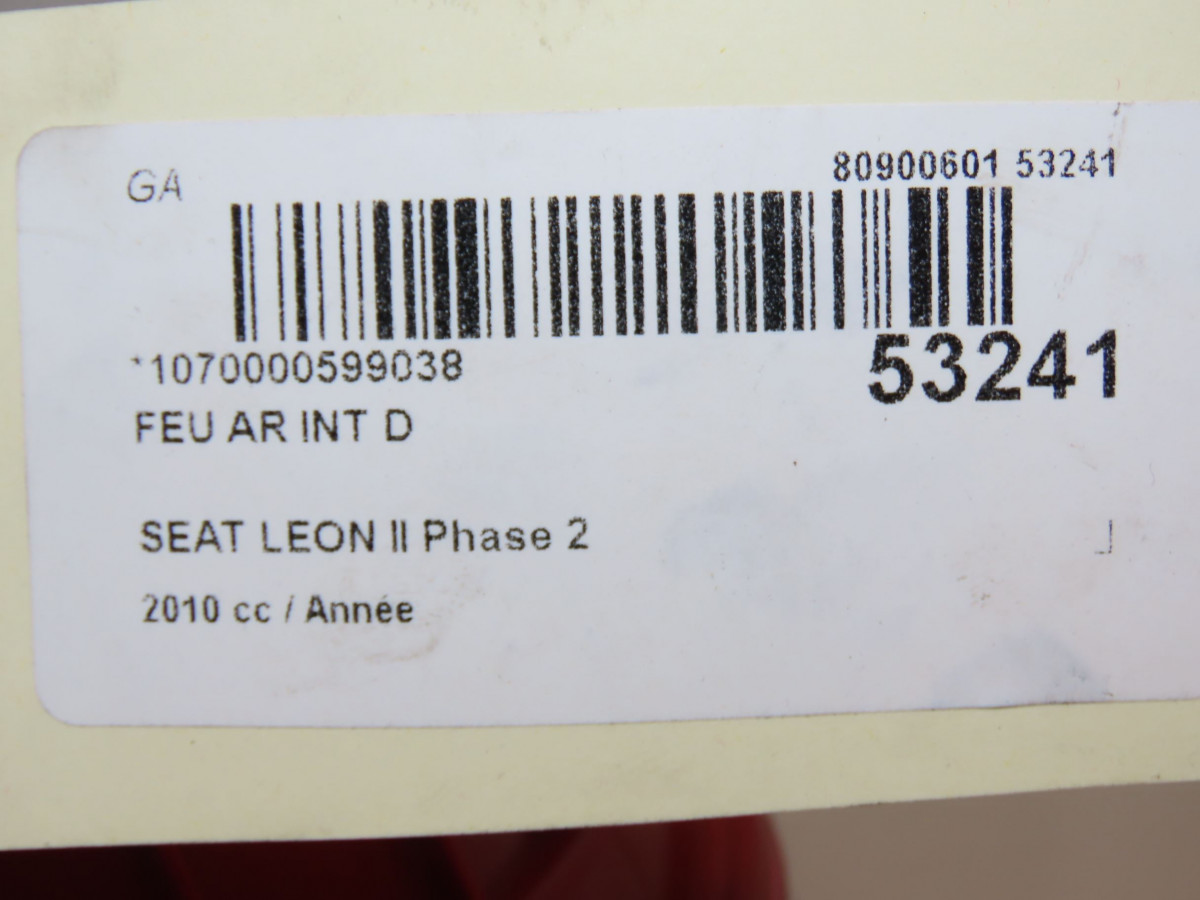 GA
80900601 53241
*1070000599038
53241
FEU AR INT D
SEAT LEON II Phase 2
2010 cc / Année